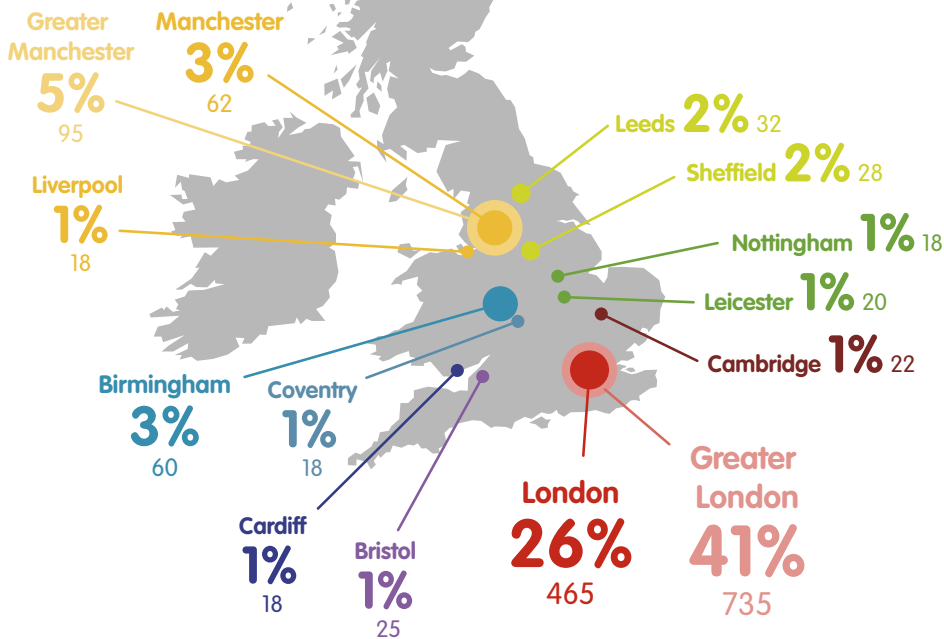 Greater
Manchester
5%
95
Manchester
3%
62
Leeds 2% 32
Sheffield 2% 28
Liverpool
1%
18
Nottingham 1% 18
Leicester 1% 20
Cambridge 1% 22
Birmingham
3%
60
Coventry
1%
18
Cardiff
1%
18
Bristol
1%
25
London
26%
465
Greater
London
41%
735